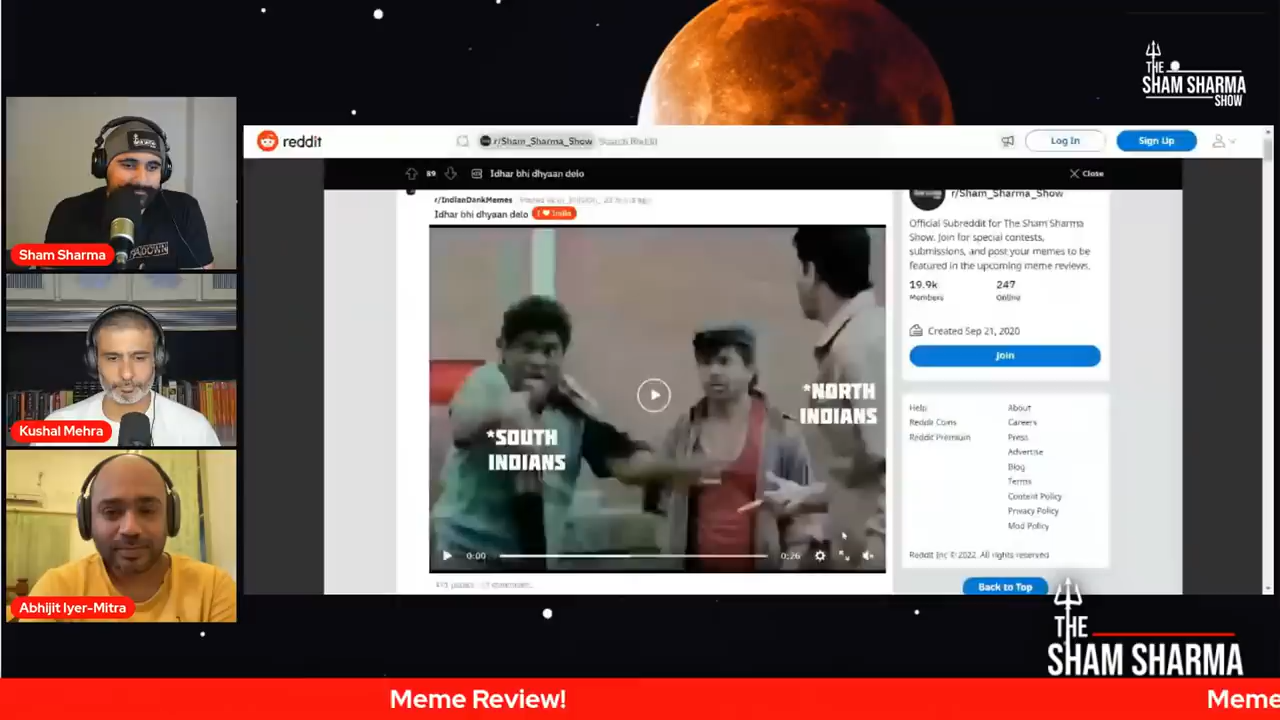 THE
SHAM SHARMA
SHOW
reddit
r/Sham_Sharma_Show
Search Reddit
Log In
Sign Up
89
Idhar bhi dhyaan delo
Close
r/IndianDankMemes
Idhar bhi dhyaan delo
I ❤ India
*SOUTH
INDIANS
*NORTH
INDIANS
0:00
0:26
r/Sham_Sharma_Show
Official Subreddit for The Sham Sharma
Show. Join for special contests,
submissions, and post your memes to be
featured in the upcoming meme reviews.
19.9k
Members
247
Online
Created Sep 21, 2020
Join
Help
Reddit Coins
Reddit Premium
About
Careers
Press
Advertise
Blog
Terms
Content Policy
Privacy Policy
Mod Policy
Reddit Inc © 2022. All rights reserved
Back to Top
Sham Sharma
Kushal Mehra
Abhijit Iyer-Mitra
THE
SHAM SHARMA
Meme Review!
Meme